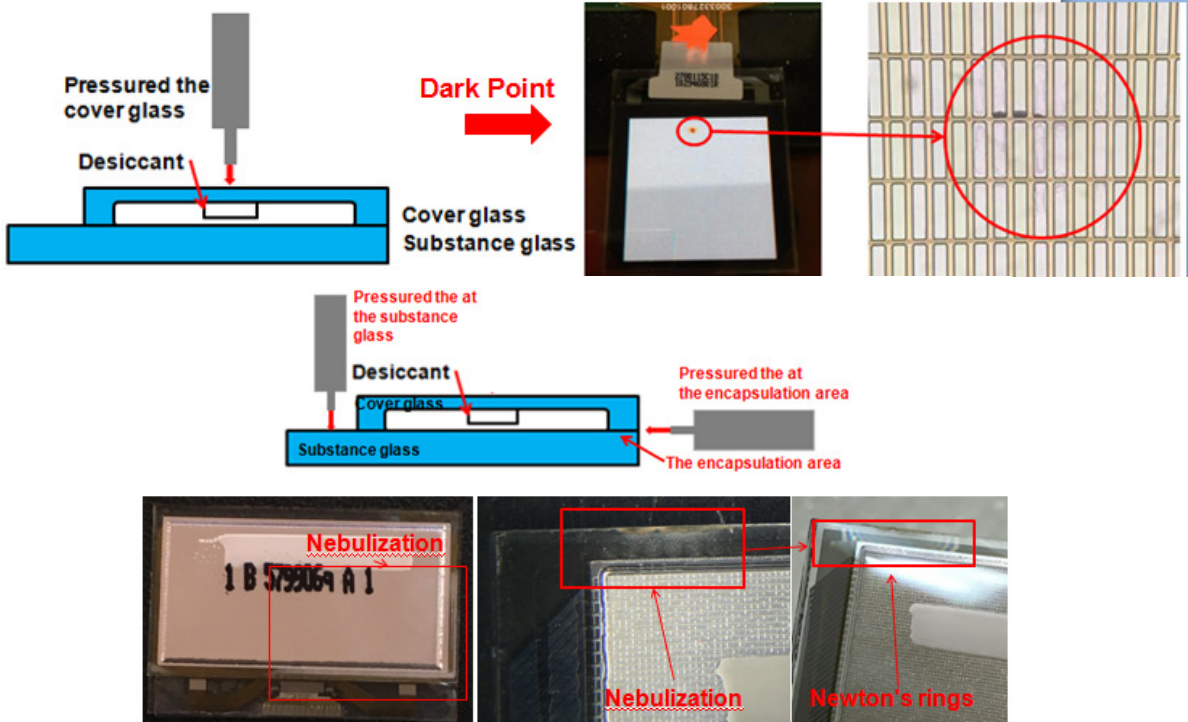 Pressured the
cover glass
Desiccant
Cover glass
Substance glass
Dark Point
Pressured the at
the substance
glass
Desiccant
Cover glass
Substance glass
Pressured the at
the encapsulation area
The encapsulation area
Nebulization
1 B 5799069 A 1
Nebulization
Newton's rings